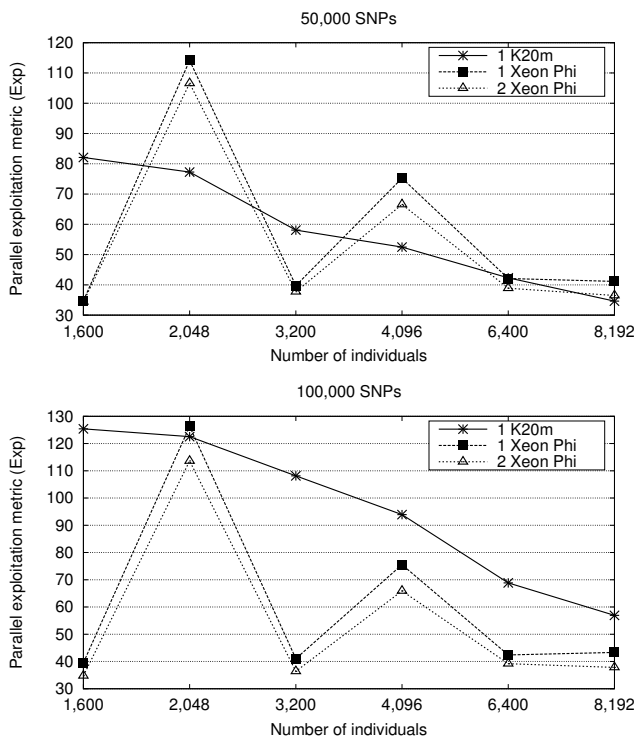 50,000 SNPs
120
110
100
90
80
70
60
50
40
30
Parallel exploitation metric (Exp)
1 K20m
1 Xeon Phi
2 Xeon Phi
1,600 2,048 3,200 4,096 6,400 8,192
Number of individuals
100,000 SNPs
130
120
110
100
90
80
70
60
50
40
30
Parallel exploitation metric (Exp)
1 K20m
1 Xeon Phi
2 Xeon Phi
1,600 2,048 3,200 4,096 6,400 8,192
Number of individuals